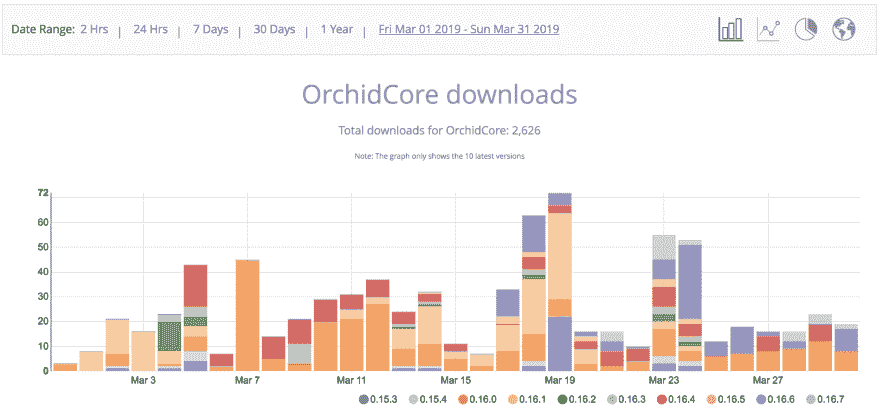 Date Range: 2 Hrs | 24 Hrs | 7 Days | 30 Days | 1 Year | Fri Mar 01 2019 - Sun Mar 31 2019
OrchidCore downloads
Total downloads for OrchidCore: 2,626
Note: The graph only shows the 10 latest versions
72
60
50
40
30
20
10
0
Mar 3 Mar 7 Mar 11 Mar 15 Mar 19 Mar 23 Mar 27
0.15.3 0.15.4 0.16.0 0.16.1 0.16.2 0.16.3 0.16.4 0.16.5 0.16.6 0.16.7